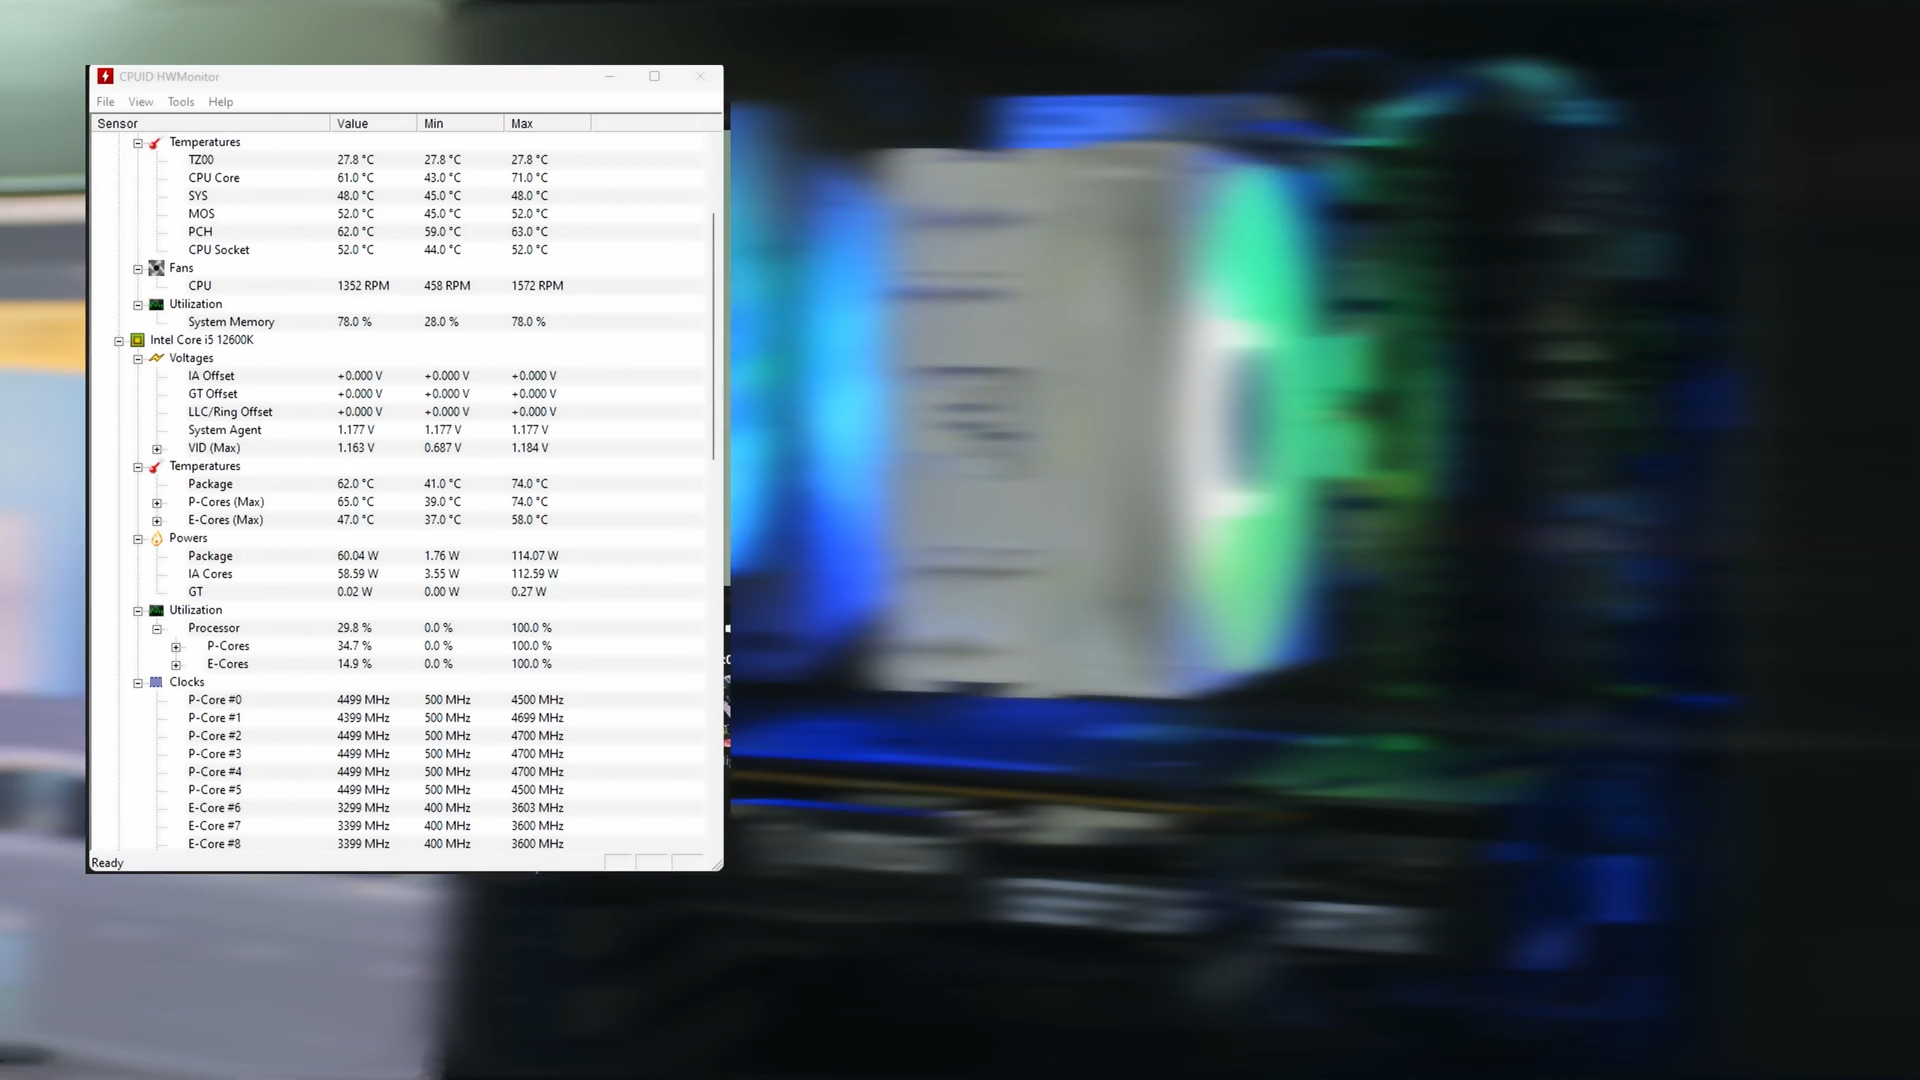 CPUID HWMonitor
File View Tools Help
Sensor Value Min Max
Temperatures
TZ00 27.8 °C 27.8 °C 27.8 °C
CPU Core 61.0 °C 43.0 °C 71.0 °C
SYS 48.0 °C 45.0 °C 48.0 °C
MOS 52.0 °C 45.0 °C 52.0 °C
PCH 62.0 °C 59.0 °C 63.0 °C
CPU Socket 52.0 °C 44.0 °C 52.0 °C
Fans
CPU 1352 RPM 458 RPM 1572 RPM
Utilization
System Memory 78.0 % 28.0 % 78.0 %
Intel Core i5 12600K
Voltages
IA Offset +0.000 V +0.000 V +0.000 V
GT Offset +0.000 V +0.000 V +0.000 V
LLC/Ring Offset +0.000 V +0.000 V +0.000 V
System Agent 1.177 V 1.177 V 1.177 V
VID (Max) 1.163 V 0.687 V 1.184 V
Temperatures
Package 62.0 °C 41.0 °C 74.0 °C
P-Cores (Max) 65.0 °C 39.0 °C 74.0 °C
E-Cores (Max) 47.0 °C 37.0 °C 58.0 °C
Powers
Package 60.04 W 1.76 W 114.07 W
IA Cores 58.59 W 3.55 W 112.59 W
GT 0.02 W 0.00 W 0.27 W
Utilization
Processor 29.8 % 0.0 % 100.0 %
P-Cores 34.7 % 0.0 % 100.0 %
E-Cores 14.9 % 0.0 % 100.0 %
Clocks
P-Core #0 4499 MHz 500 MHz 4500 MHz
P-Core #1 4399 MHz 500 MHz 4699 MHz
P-Core #2 4499 MHz 500 MHz 4700 MHz
P-Core #3 4499 MHz 500 MHz 4700 MHz
P-Core #4 4499 MHz 500 MHz 4700 MHz
P-Core #5 4499 MHz 500 MHz 4500 MHz
E-Core #6 3299 MHz 400 MHz 3603 MHz
E-Core #7 3399 MHz 400 MHz 3600 MHz
E-Core #8 3399 MHz 400 MHz 3600 MHz
Ready